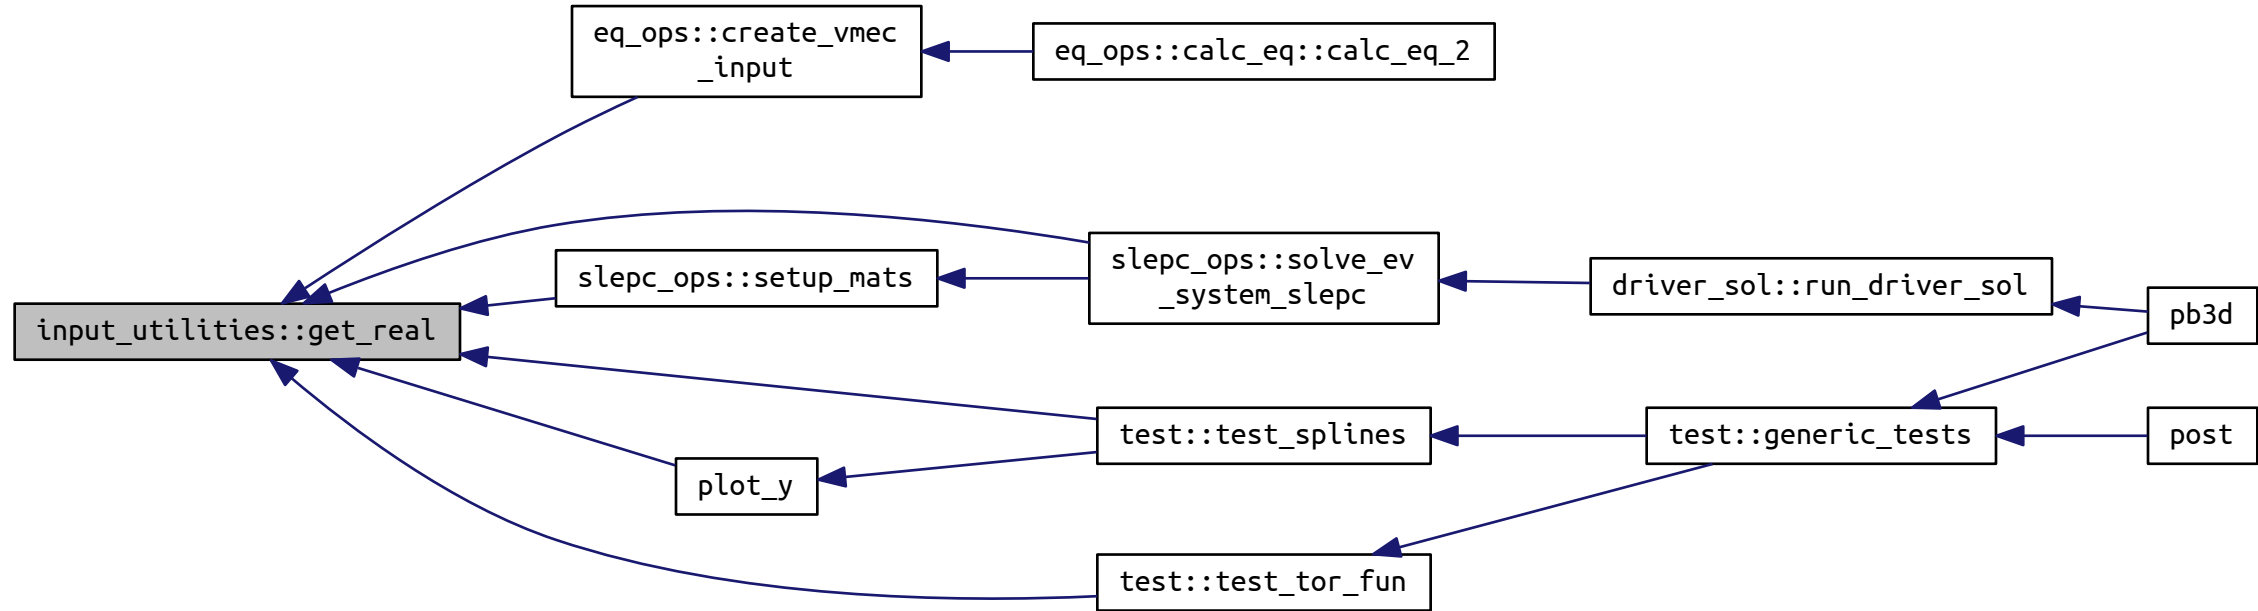 eq_ops::create_vmec
_input
eq_ops::calc_eq::calc_eq_2
slepc_ops::solve_ev
_system_slepc
slepc_ops::setup_mats
driver_sol::run_driver_sol
pb3d
input_utilities::get_real
test::test_splines
test::generic_tests
post
plot_y
test::test_tor_fun